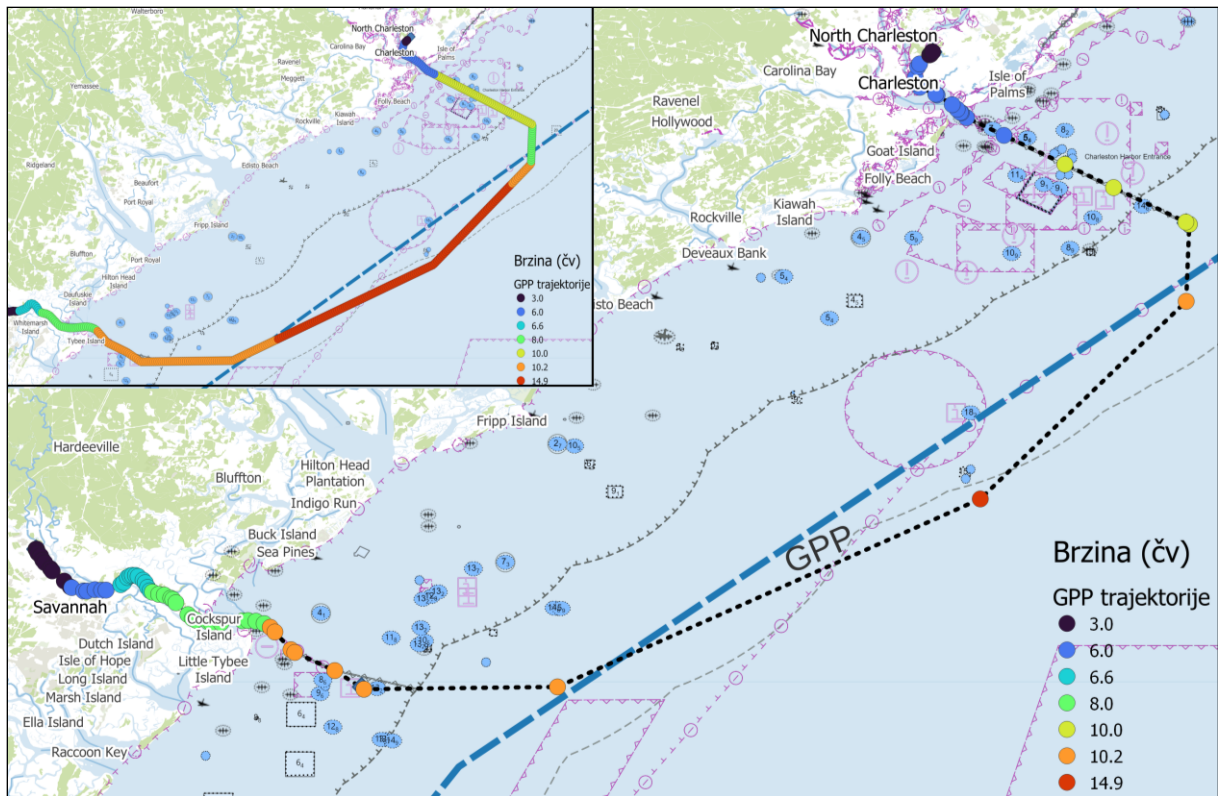 Walterboro
North Charleston
Carolina Bay
Charleston
Isle of
Palms
Ravenel
Yemassee
Meggett
Folly Beach
Kiawah
Island
Rockville
Edisto Beach
Ridgeland
Beaufort
Port Royal
Fripp Island
Bluffton
Port Royal
Hilton Head
Island
Daufuskie
Island
Whitemarsh
Island
Tybee Island
Brzina (čv)
GPP trajektorije
3.0
6.0
6.6
8.0
10.0
10.2
14.9
North Charleston
Carolina Bay
Charleston
Isle of
Palms
Ravenel
Hollywood
Goat Island
Charleston Harbor Entrance
Folly Beach
Kiawah
Island
Rockville
Deveaux Bank
isto Beach
Fripp Island
Hardeeville
Hilton Head
Plantation
Bluffton
Indigo Run
Buck Island
Sea Pines
GPP
Savannah
Cockspur
Island
Dutch Island
Isle of Hope
Long Island
Marsh Island
Little Tybee
Island
Ella Island
Raccoon Key
18
Brzina (čv)
GPP trajektorije
3.0
6.0
6.6
8.0
10.0
10.2
14.9